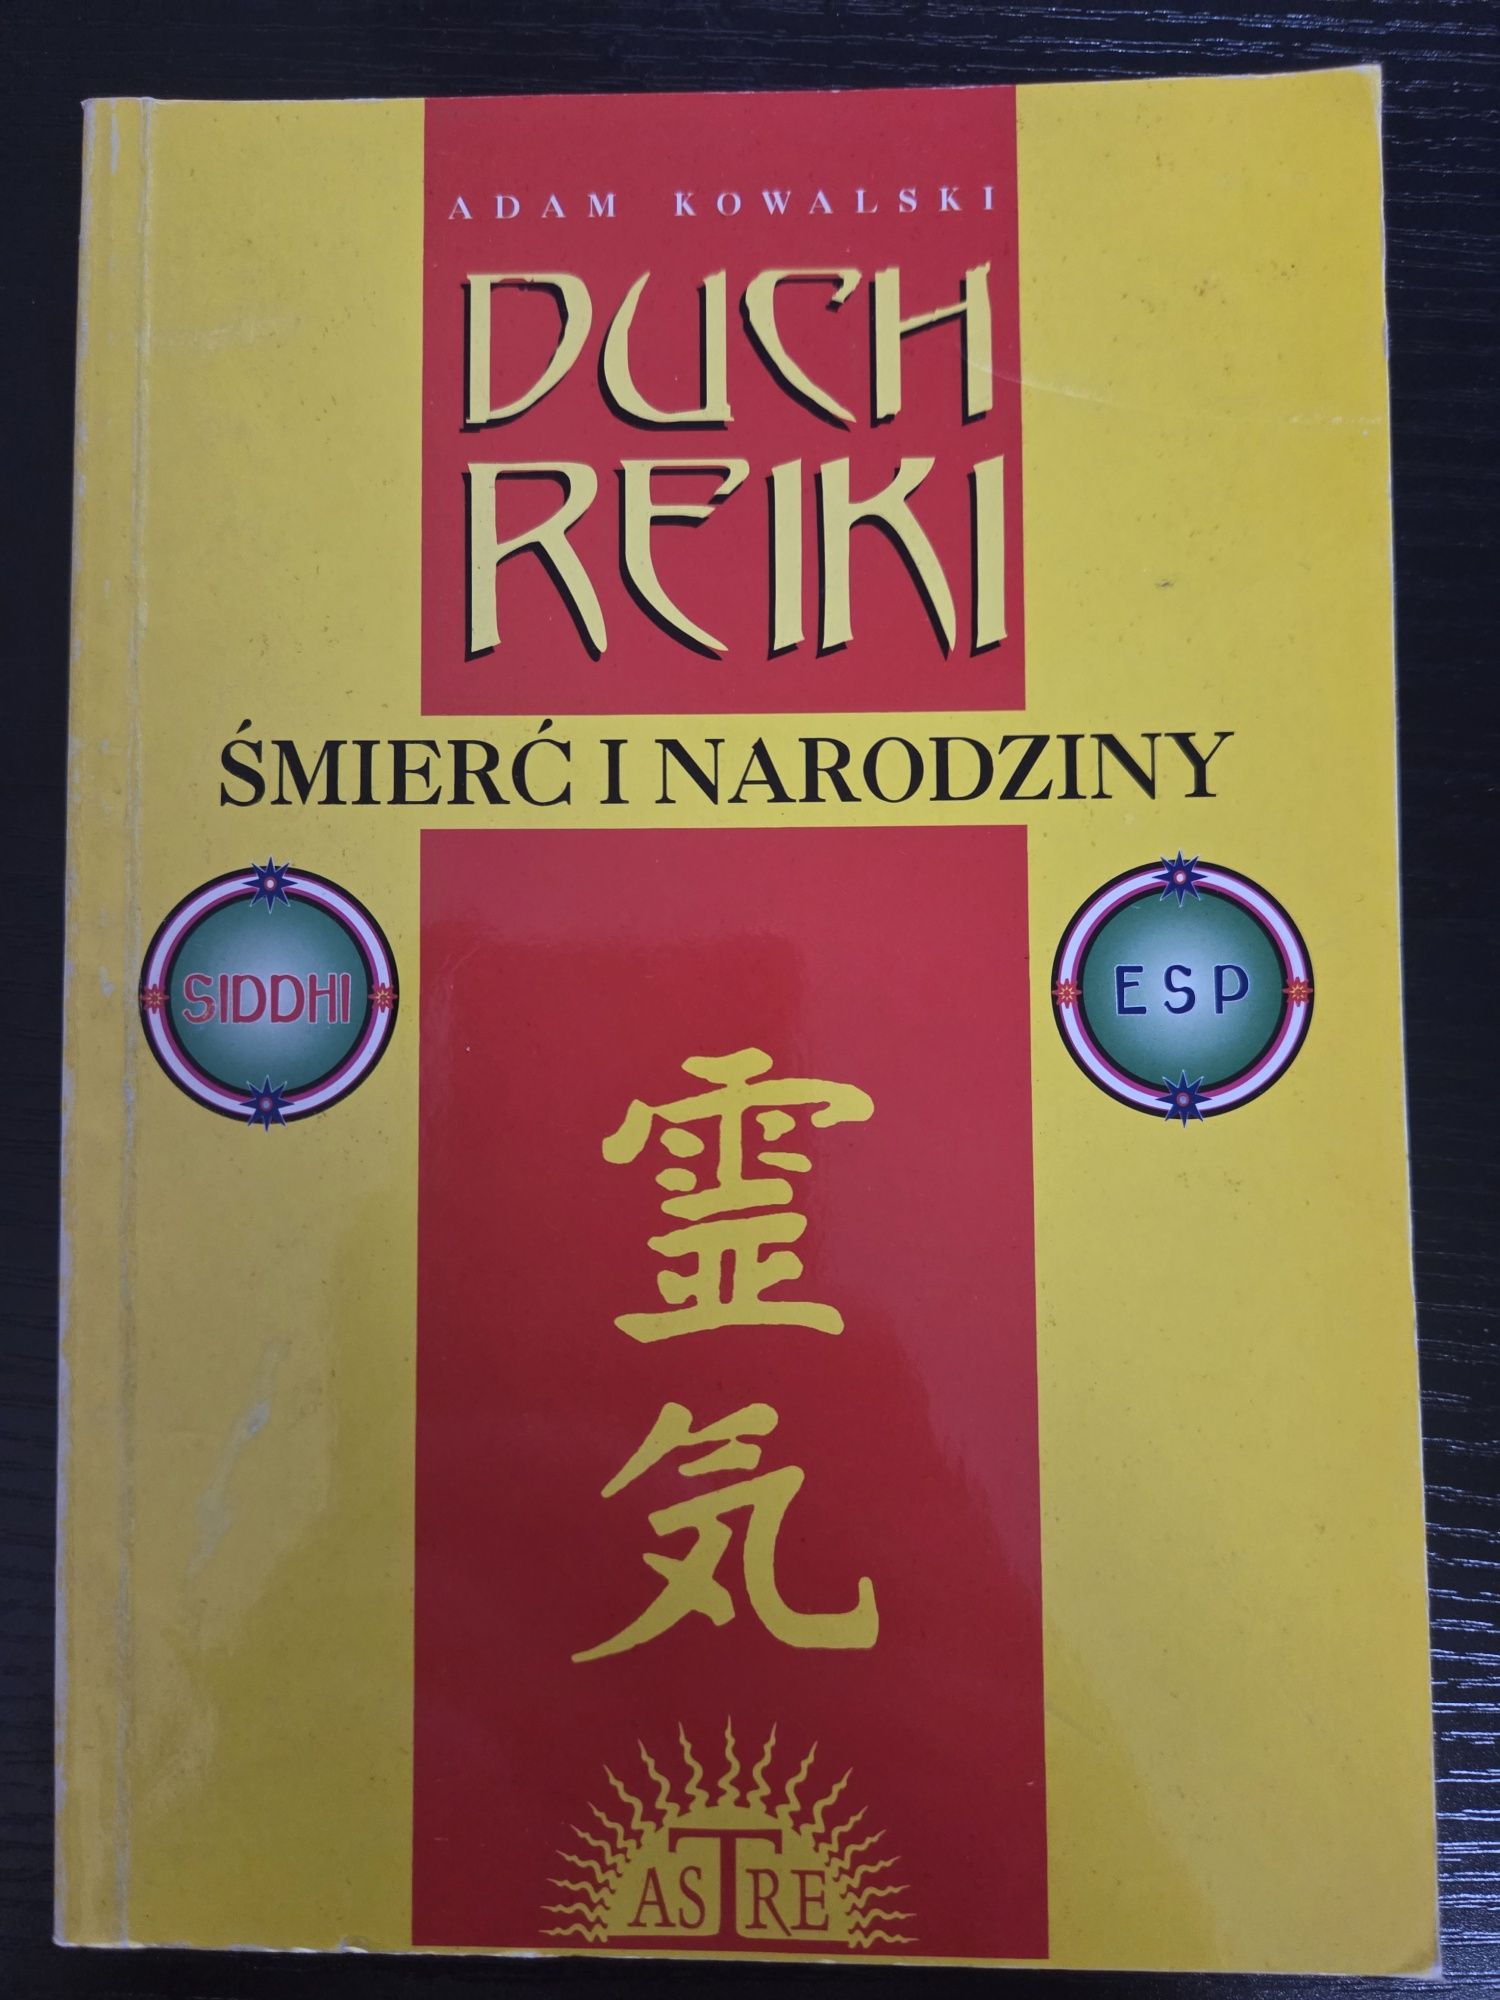 ADAM KOWALSKI
DUCH
REIKI
ŚMIERĆ I NARODZINY
SIDDHI
ESP
霊
気
ASTRE